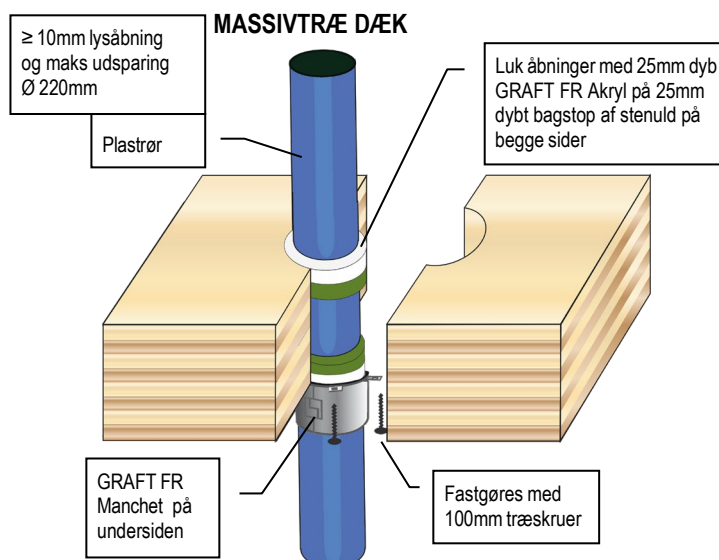 MASSIVTRÆ DÆK
≥ 10mm lysåbning
og maks udsparing
Ø 220mm
Plastrør
Luk åbninger med 25mm dyb
GRAFT FR Akryl på 25mm
dybt bagstop af stenuld på
begge sider
GRAFT FR
Manchet på
undersiden
Fastgøres med
100mm træskruer